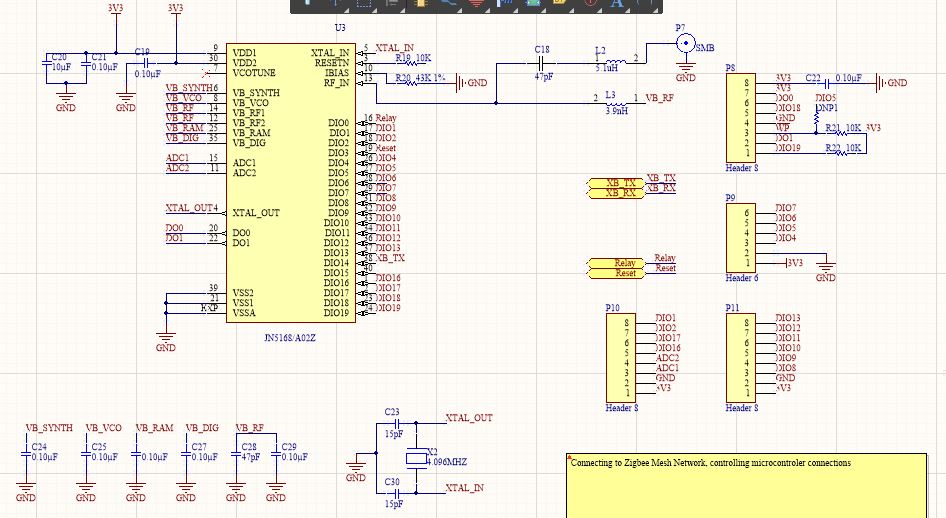 3V3
3V3
C20
10µF
C21
0.10µF
C19
0.10µF
GND
GND
U3
9
VDD1
30
VDD2
7
VCOTUNE
VB_SYNTH
6
VB_SYNTH
VB_VCO
8
VB_VCO
VB_RF
14
VB_RF1
VB_RF
12
VB_RF2
VB_RAM
25
VB_RAM
VB_DIG
35
VB_DIG
ADC1
15
ADC1
ADC2
11
ADC2
XTAL_OUT
4
XTAL_OUT
DO0
20
DO0
DO1
22
DO1
39
VSS2
21
VSS1
VSSA
GND
XTAL_IN
5
XTAL_IN
RESETN
3
R19
10K
IBIAS
10
R20
43K 1%
GND
RF_IN
13
DIO0
16
Relay
DIO1
DIO1
DIO2
DIO2
DIO3
Reset
DIO4
DIO4
DIO5
DIO5
DIO6
DIO6
DIO7
DIO7
DIO8
DIO8
DIO9
DIO9
DIO10
DIO10
DIO11
DIO11
DIO12
DIO12
DIO13
DIO13
DIO14
XB_TX
DIO15
40
DIO16
DIO16
DIO17
DIO17
DIO18
DIO18
DIO19
DIO19
JN5168/A02Z
C18
47pF
L2
1
2
5.1nH
L3
2
1
3.9nH
VB_RF
P7
SMB
GND
XB_TX
XB_TX
XB_RX
XB_RX
Relay
Relay
Reset
Reset
P8
8
7
6
5
4
3
2
1
3V3
3V3
DO0
DIO18
GND
WP
DO1
DIO19
Header 8
C22
0.10µF
GND
DIO5
DNP1
R21
10K
3V3
R22
10K
P9
6
5
4
3
2
1
DIO7
DIO6
DIO5
DIO4
3V3
GND
Header 6
P10
8
7
6
5
4
3
2
1
DIO1
DIO2
DIO17
DIO16
ADC2
ADC1
GND
3V3
Header 8
P11
8
7
6
5
4
3
2
1
DIO13
DIO12
DIO11
DIO10
DIO9
DIO8
GND
3V3
Header 8
VB_SYNTH
C24
0.10µF
GND
VB_VCO
C25
0.10µF
GND
VB_RAM
0.10µF
GND
VB_DIG
C27
0.10µF
GND
VB_RF
C28
47pF
GND
C29
0.10µF
GND
C23
15pF
XTAL_OUT
X2
4.096MHZ
GND
C30
15pF
XTAL_IN
Connecting to Zigbee Mesh Network, controlling microcontroler connections